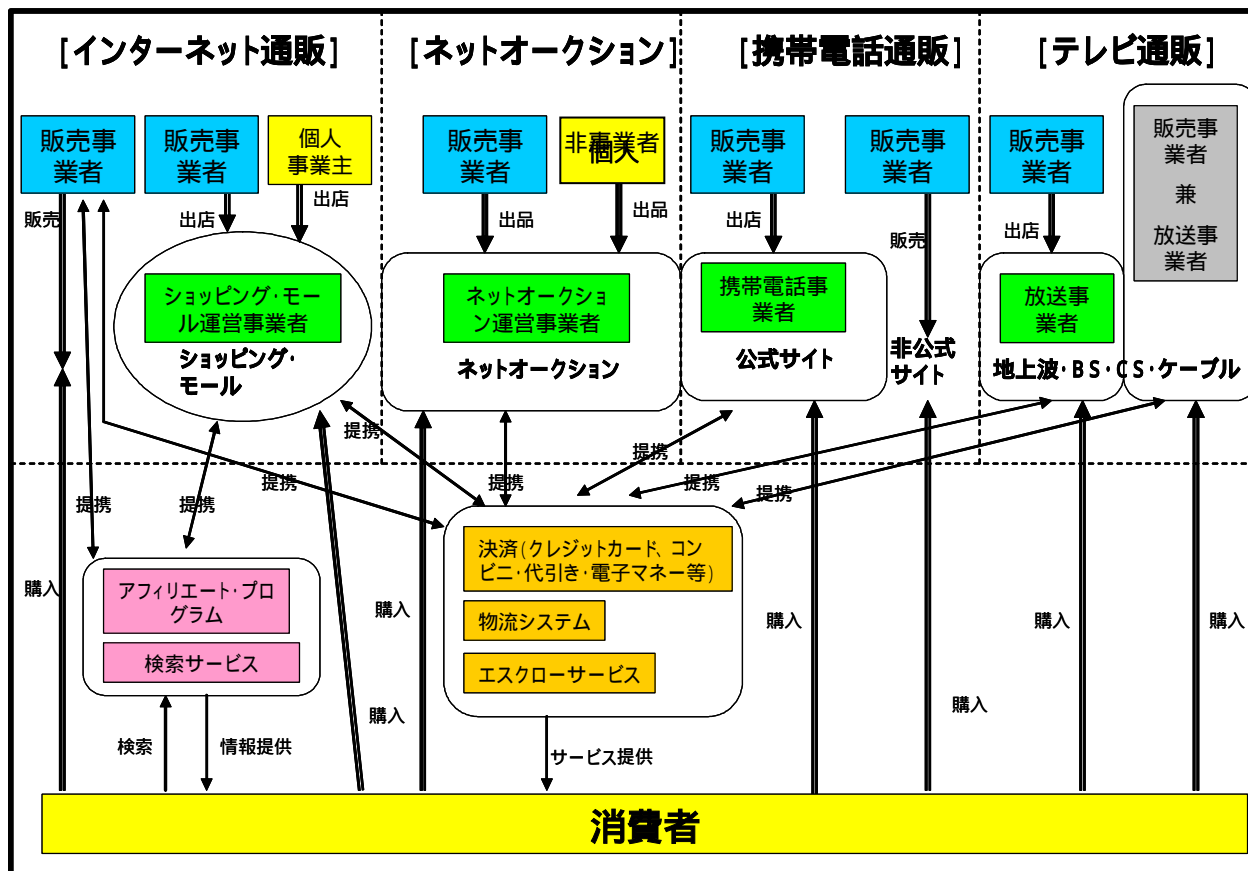 [インターネット通販]
[ネットオークション]
[携帯電話通販]
[テレビ通販]
販売事
業者
販売事
業者
個人
事業主
販売事
業者
非事業者
個人
販売事
業者
販売事
業者
販売事
業者
販売事
業者
兼
放送事
業者
販売
出店
出店
出品
出品
出店
販売
出店
ショッピング・モー
ル運営事業者
ショッピング・
モール
ネットオークショ
ン運営事業者
ネットオークション
携帯電話事
業者
公式サイト
非公式
サイト
放送事
業者
地上波・BS・CS・ケーブル
提携
提携
提携
提携
提携
提携
提携
提携
決済(クレジットカード、コン
ビニ・代引き・電子マネー等)
物流システム
エスクローサービス
アフィリエート・プロ
グラム
検索サービス
購入
購入
購入
購入
購入
購入
購入
検索
情報提供
サービス提供
消費者